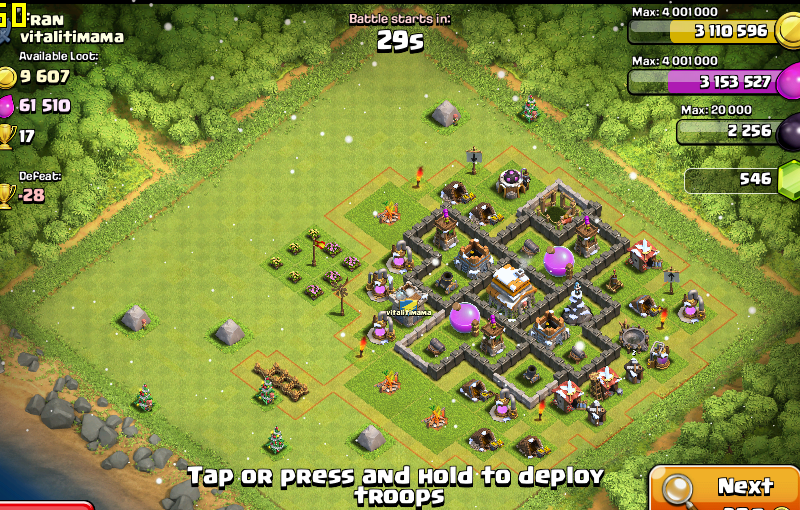 Fran
vitalitimama
Available Loot:
9 607
61 510
17
Defeat:
-28
Battle starts in:
29s
Max: 4 001 000
3 110 596
Max: 4 001 000
3 153 527
Max: 20 000
2 256
546
vitalitimama
Tap or press and hold to deploy
troops
Next